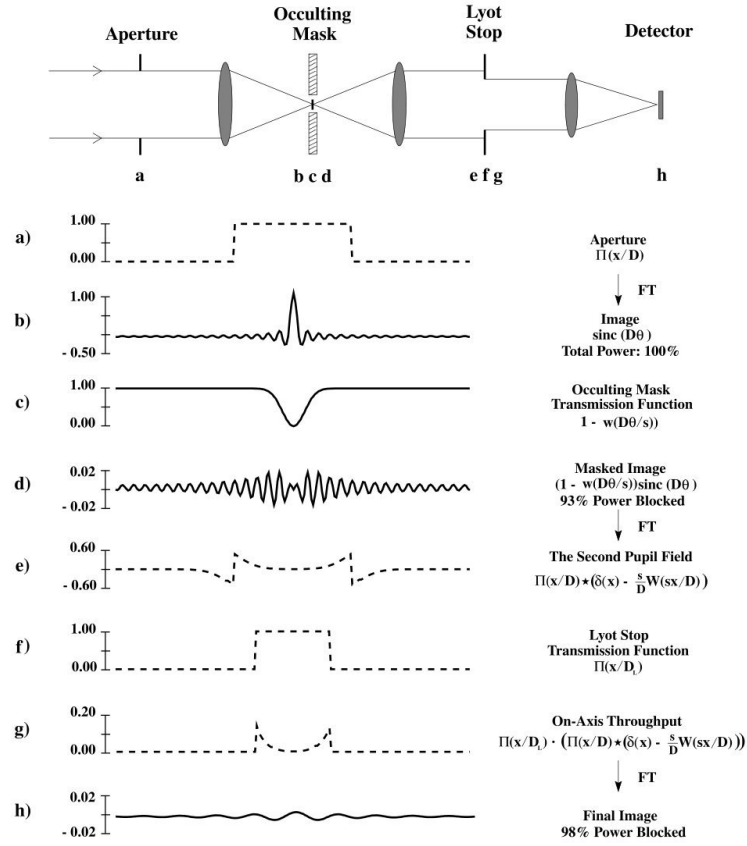 Aperture
Occulting
Mask
Lyot
Stop
Detector
a
b c d
e f g
h
a)
1.00
0.00
Aperture
Π(x/D)
FT
b)
1.00
- 0.50
Image
sinc (Dθ)
Total Power: 100%
c)
1.00
0.00
Occulting Mask
Transmission Function
1 - w(Dθ/s))
d)
0.02
- 0.02
Masked Image
(1 - w(Dθ/s))sinc (Dθ)
93% Power Blocked
FT
e)
0.60
- 0.60
The Second Pupil Field
Π(x/D)⋆(δ(x) - s/D W(sx/D))
f)
1.00
0.00
Lyot Stop
Transmission Function
Π(x/D_L)
g)
0.20
0.00
On-Axis Throughput
Π(x/D_L) · (Π(x/D)⋆(δ(x) - s/D W(sx/D)))
FT
h)
0.02
- 0.02
Final Image
98% Power Blocked